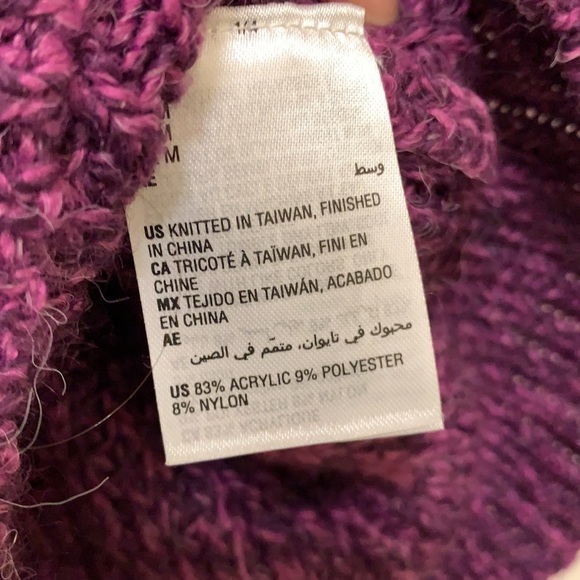 M
M
M
E
وسط
US KNITTED IN TAIWAN, FINISHED
IN CHINA
CA TRICOTÉ À TAÏWAN, FINI EN
CHINE
MX TEJIDO EN TAIWÁN, ACABADO
EN CHINA
AE
محبوك في تايوان، متمّم في الصين
US 83% ACRYLIC 9% POLYESTER
8% NYLON